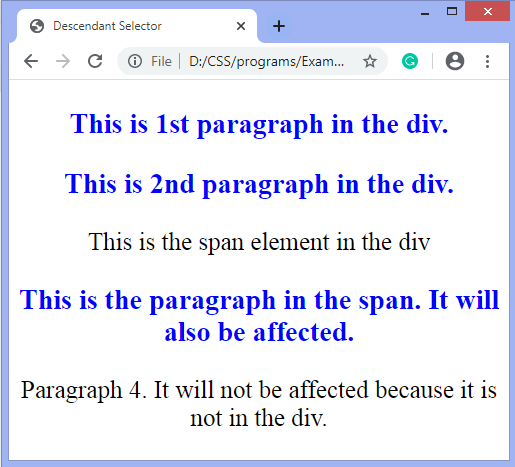 Descendant Selector
File | D:/CSS/programs/Exam...
This is 1st paragraph in the div.
This is 2nd paragraph in the div.
This is the span element in the div
This is the paragraph in the span. It will
also be affected.
Paragraph 4. It will not be affected because it is
not in the div.